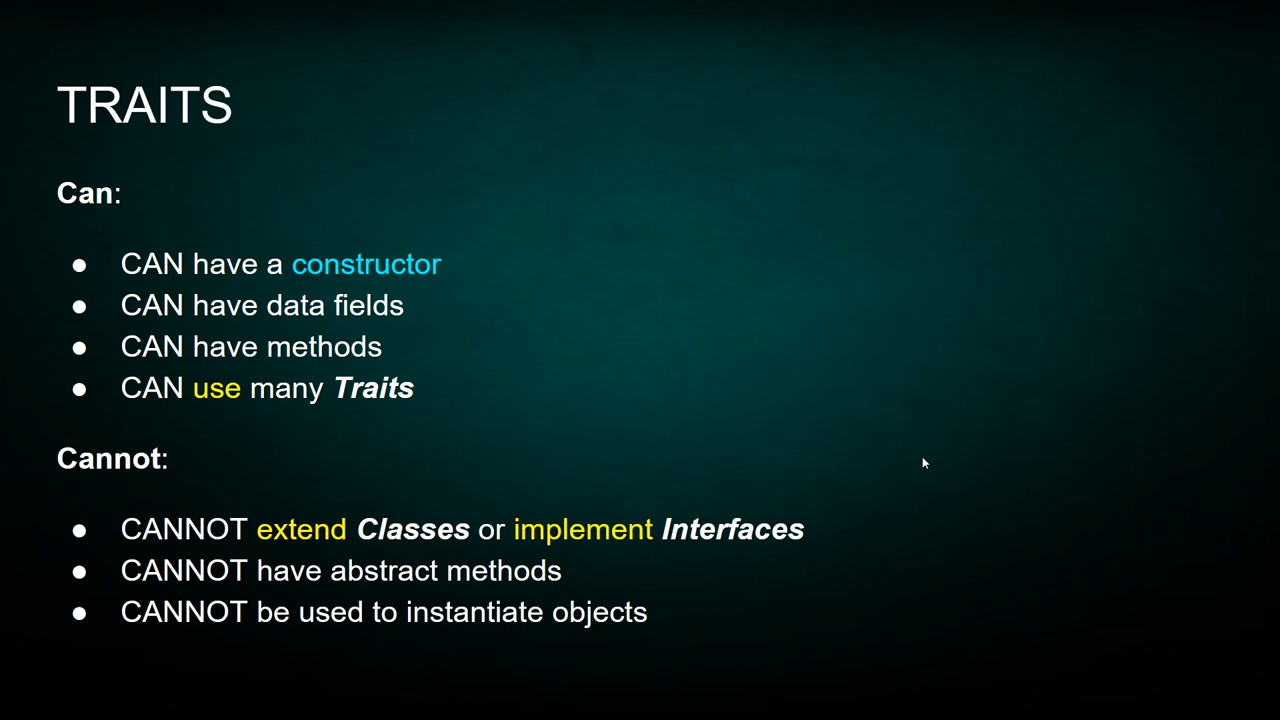 TRAITS
Can:
● CAN have a constructor
● CAN have data fields
● CAN have methods
● CAN use many Traits
Cannot:
● CANNOT extend Classes or implement Interfaces
● CANNOT have abstract methods
● CANNOT be used to instantiate objects